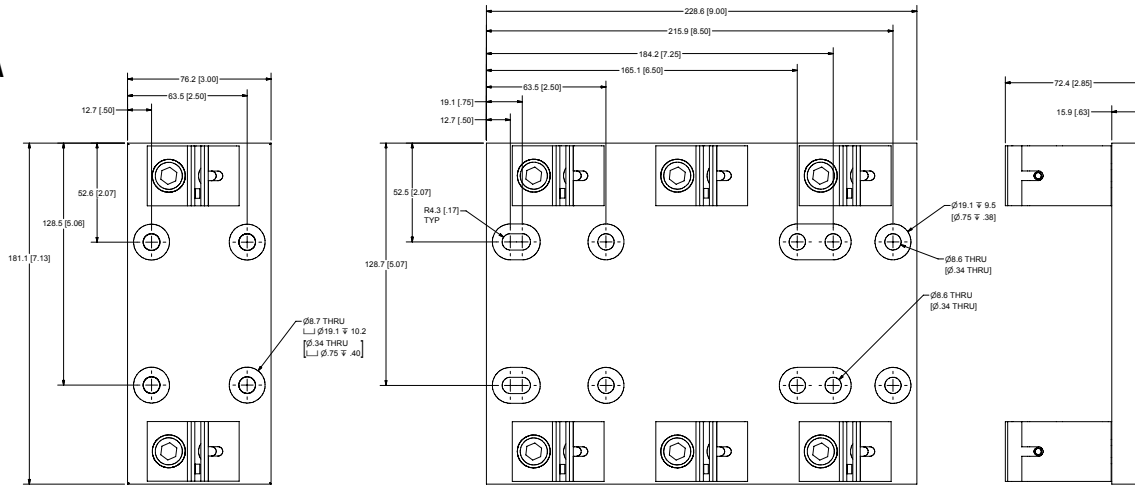 228.6 [9.00]
215.9 [8.50]
184.2 [7.25]
165.1 [6.50]
63.5 [2.50]
19.1 [.75]
12.7 [.50]
76.2 [3.00]
63.5 [2.50]
12.7 [.50]
72.4 [2.85]
15.9 [.63]
52.6 [2.07]
128.5 [5.06]
181.1 [7.13]
52.5 [2.07]
R4.3 [.17]
TYP
128.7 [5.07]
Ø19.1 ↧ 9.5
[Ø.75 ↧ .38]
Ø8.6 THRU
[Ø.34 THRU]
Ø8.6 THRU
[Ø.34 THRU]
Ø8.7 THRU
⌴ Ø19.1 ↧ 10.2
[Ø.34 THRU
⌴ Ø.75 ↧ .40]